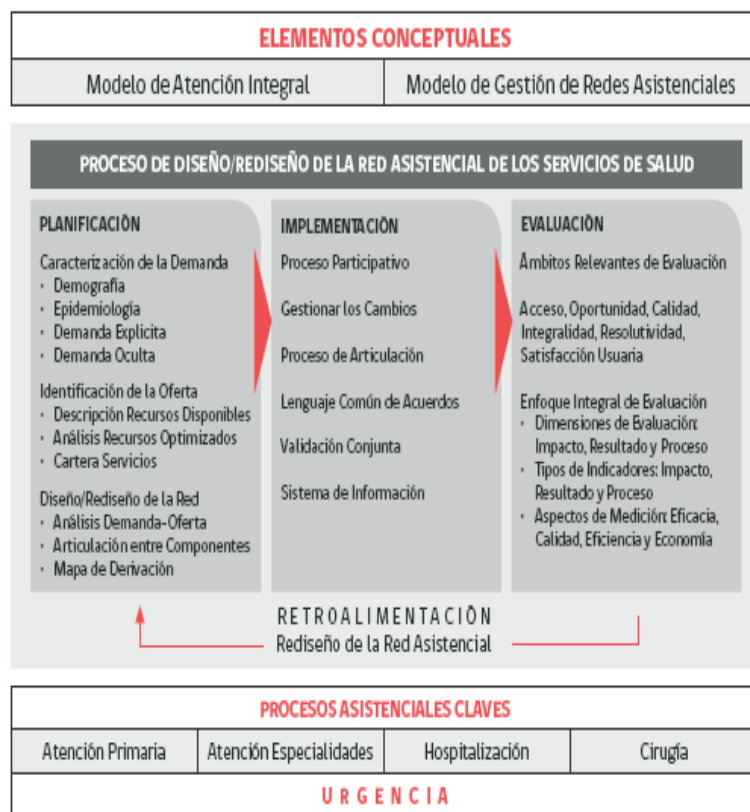 ELEMENTOS CONCEPTUALES
Modelo de Atención Integral
Modelo de Gestión de Redes Asistenciales
PROCESO DE DISEÑO/REDISEÑO DE LA RED ASISTENCIAL DE LOS SERVICIOS DE SALUD
PLANIFICACIÓN
Caracterización de la Demanda
· Demografía
· Epidemiología
· Demanda Explicita
· Demanda Oculta
Identificación de la Oferta
· Descripción Recursos Disponibles
· Análisis Recursos Optimizados
· Cartera Servicios
Diseño/Rediseño de la Red
· Análisis Demanda-Oferta
· Articulación entre Componentes
· Mapa de Derivación
IMPLEMENTACIÓN
Proceso Participativo
Gestionar los Cambios
Proceso de Articulación
Lenguaje Común de Acuerdos
Validación Conjunta
Sistema de Información
EVALUACIÓN
Ámbitos Relevantes de Evaluación
Acceso, Oportunidad, Calidad,
Integralidad, Resolutividad,
Satisfacción Usuaria
Enfoque Integral de Evaluación
· Dimensiones de Evaluación:
Impacto, Resultado y Proceso
· Tipos de Indicadores: Impacto,
Resultado y Proceso
· Aspectos de Medición: Eficacia,
Calidad, Eficiencia y Economía
RETROALIMENTACIÓN
Rediseño de la Red Asistencial
PROCESOS ASISTENCIALES CLAVES
Atención Primaria
Atención Especialidades
Hospitalización
Cirugía
URGENCIA